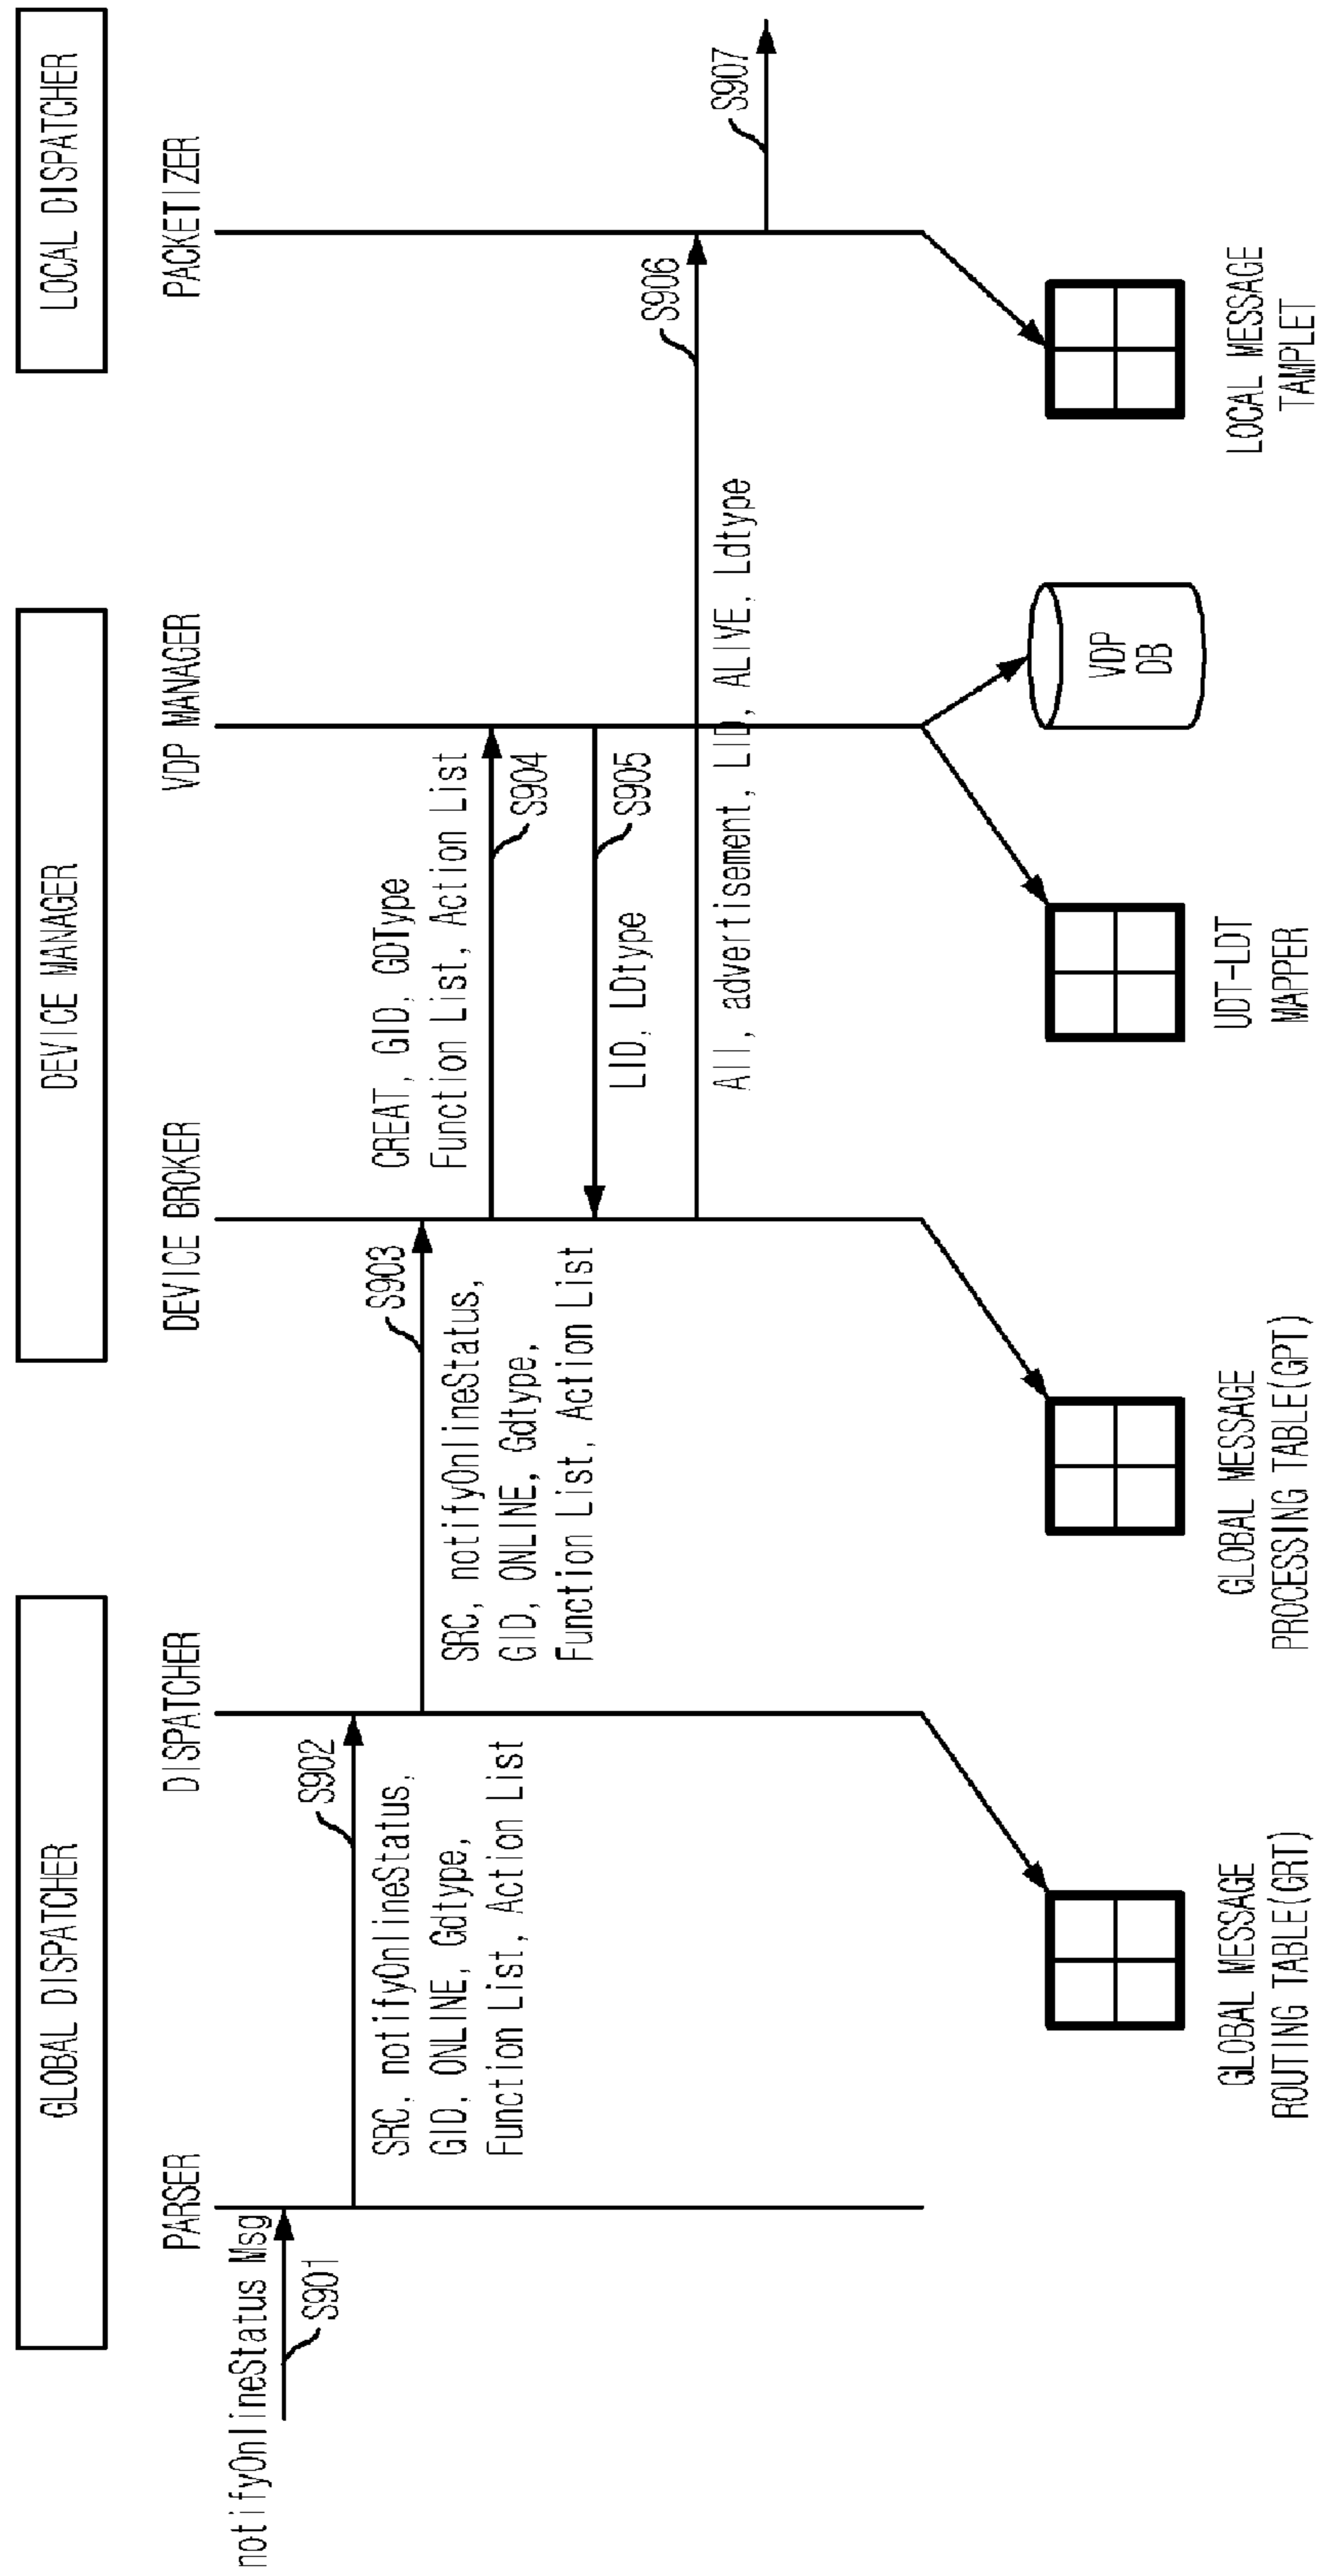 GLOBAL DISPATCHER
DEVICE MANAGER
LOCAL DISPATCHER
PARSER
DISPATCHER
DEVICE BROKER
VDP MANAGER
PACKETIZER
notifyOnlineStatus Msg
S901
S902
SRC, notifyOnlineStatus,
GID, ONLINE, Gdtype,
Function List, Action List
S903
SRC, notifyOnlineStatus,
GID, ONLINE, Gdtype,
Function List, Action List
CREAT, GID, GDType
Function List, Action List
S904
LID, LDtype
S905
S906
All, advertisement, LID, ALIVE, Ldtype
S907
GLOBAL MESSAGE
ROUTING TABLE(GRT)
GLOBAL MESSAGE
PROCESSING TABLE(GPT)
UDT-LDT
MAPPER
VDP
DB
LOCAL MESSAGE
TAMPLET